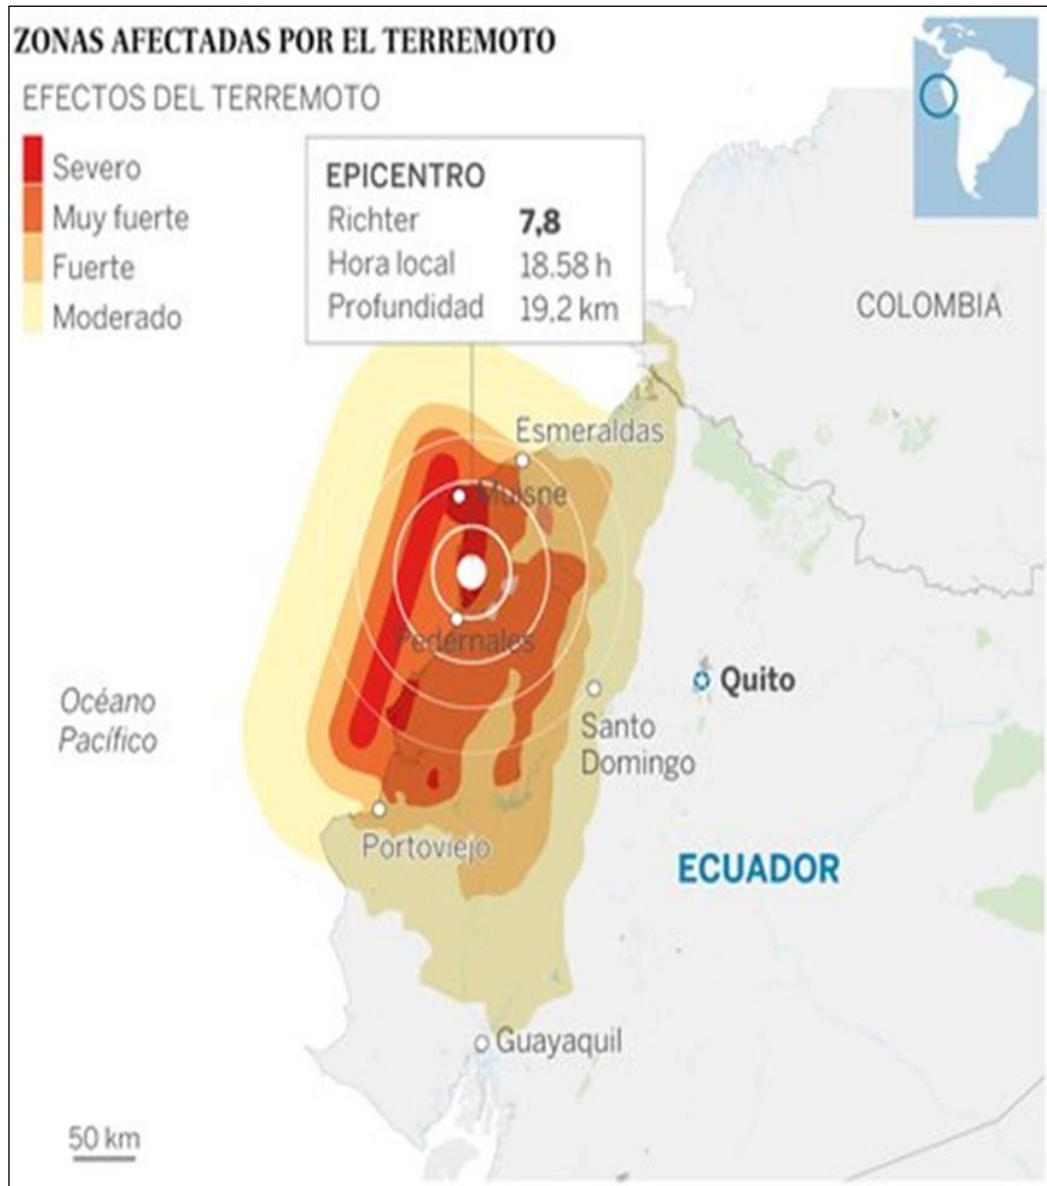 ZONAS AFECTADAS POR EL TERREMOTO
EFECTOS DEL TERREMOTO
Severo
Muy fuerte
Fuerte
Moderado
EPICENTRO
Richter 7,8
Hora local 18.58 h
Profundidad 19,2 km
COLOMBIA
Esmeraldas
Muisne
Pedernales
Océano
Pacífico
Quito
Santo
Domingo
Portoviejo
ECUADOR
Guayaquil
50 km